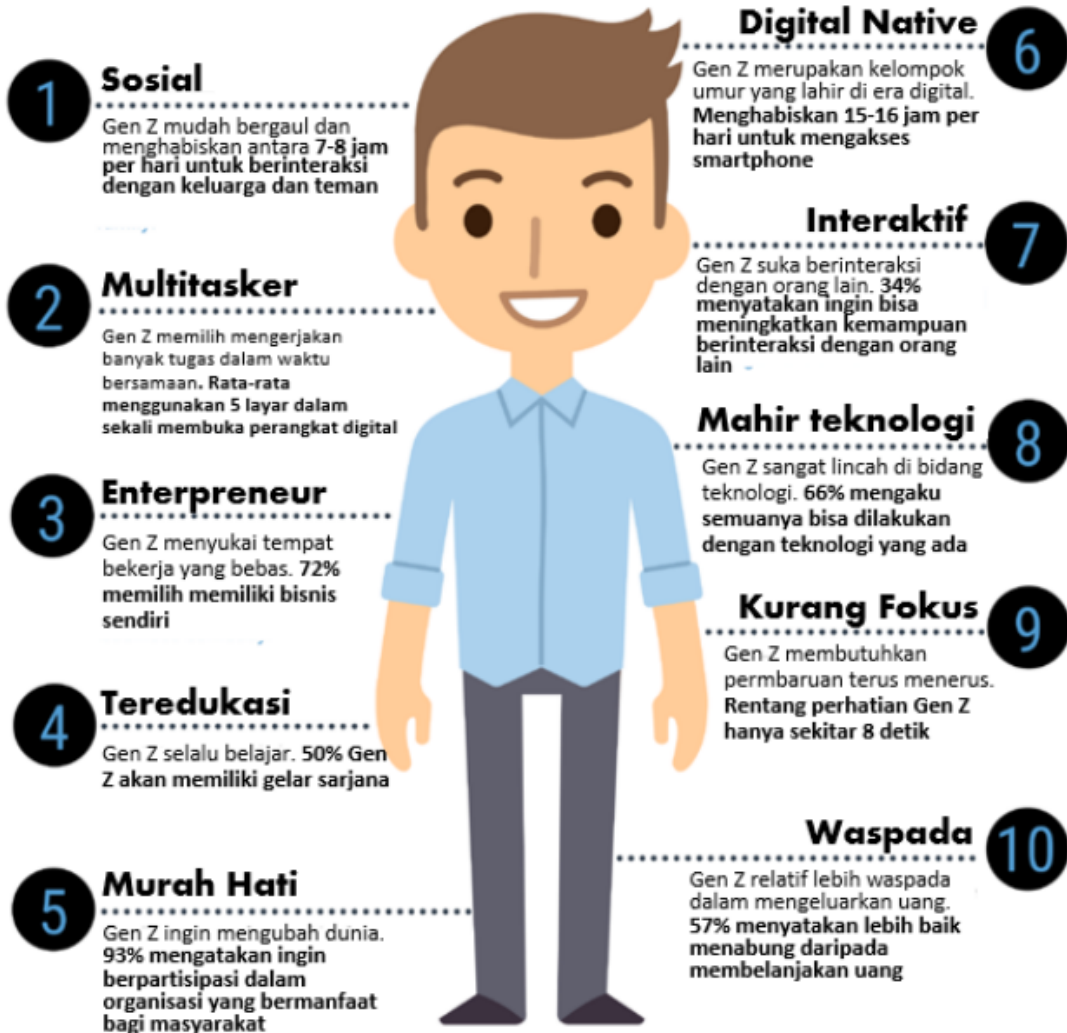 1
Sosial
Gen Z mudah bergaul dan
menghabiskan antara 7-8 jam
per hari untuk berinteraksi
dengan keluarga dan teman
2
Multitasker
Gen Z memilih mengerjakan
banyak tugas dalam waktu
bersamaan. Rata-rata
menggunakan 5 layar dalam
sekali membuka perangkat digital
3
Enterpreneur
Gen Z menyukai tempat
bekerja yang bebas. 72%
memilih memiliki bisnis
sendiri
4
Teredukasi
Gen Z selalu belajar. 50% Gen
Z akan memiliki gelar sarjana
5
Murah Hati
Gen Z ingin mengubah dunia.
93% mengatakan ingin
berpartisipasi dalam
organisasi yang bermanfaat
bagi masyarakat
6
Digital Native
Gen Z merupakan kelompok
umur yang lahir di era digital.
Menghabiskan 15-16 jam per
hari untuk mengakses
smartphone
7
Interaktif
Gen Z suka berinteraksi
dengan orang lain. 34%
menyatakan ingin bisa
meningkatkan kemampuan
berinteraksi dengan orang
lain
8
Mahir teknologi
Gen Z sangat lincah di bidang
teknologi. 66% mengaku
semuanya bisa dilakukan
dengan teknologi yang ada
9
Kurang Fokus
Gen Z membutuhkan
permbaruan terus menerus.
Rentang perhatian Gen Z
hanya sekitar 8 detik
10
Waspada
Gen Z relatif lebih waspada
dalam mengeluarkan uang.
57% menyatakan lebih baik
menabung daripada
membelanjakan uang